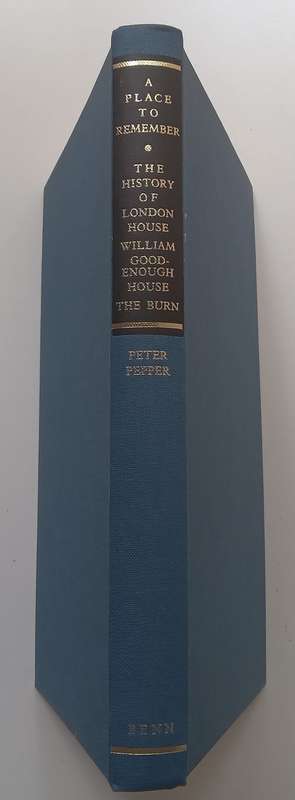 A
PLACE
TO
REMEMBER
THE
HISTORY
OF
LONDON
HOUSE
WILLIAM
GOOD-
ENOUGH
HOUSE
THE BURN
PETER
PEPPER
BENN